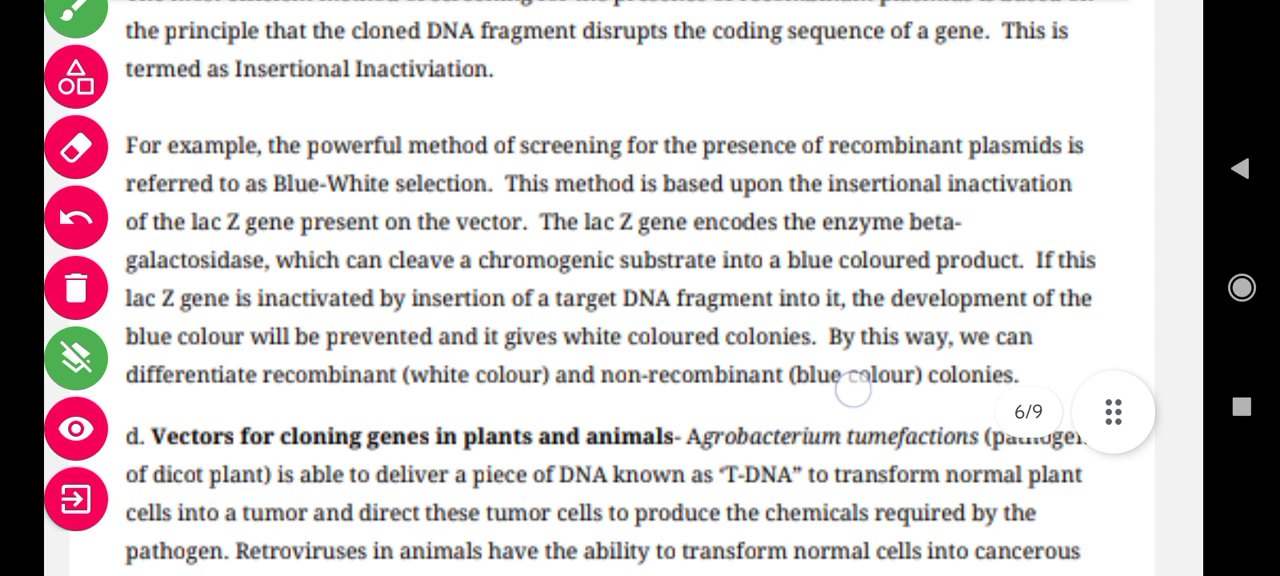 the principle that the cloned DNA fragment disrupts the coding sequence of a gene.  This is
termed as Insertional Inactiviation.
For example, the powerful method of screening for the presence of recombinant plasmids is
referred to as Blue-White selection.  This method is based upon the insertional inactivation
of the lac Z gene present on the vector.  The lac Z gene encodes the enzyme beta-
galactosidase, which can cleave a chromogenic substrate into a blue coloured product.  If this
lac Z gene is inactivated by insertion of a target DNA fragment into it, the development of the
blue colour will be prevented and it gives white coloured colonies.  By this way, we can
differentiate recombinant (white colour) and non-recombinant (blue colour) colonies.
6/9
d. Vectors for cloning genes in plants and animals- Agrobacterium tumefactions
of dicot plant) is able to deliver a piece of DNA known as ‘T-DNA” to transform normal plant
cells into a tumor and direct these tumor cells to produce the chemicals required by the
pathogen. Retroviruses in animals have the ability to transform normal cells into cancerous